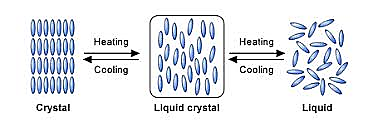 Heating
Cooling
Heating
Cooling
Crystal
Liquid crystal
Liquid